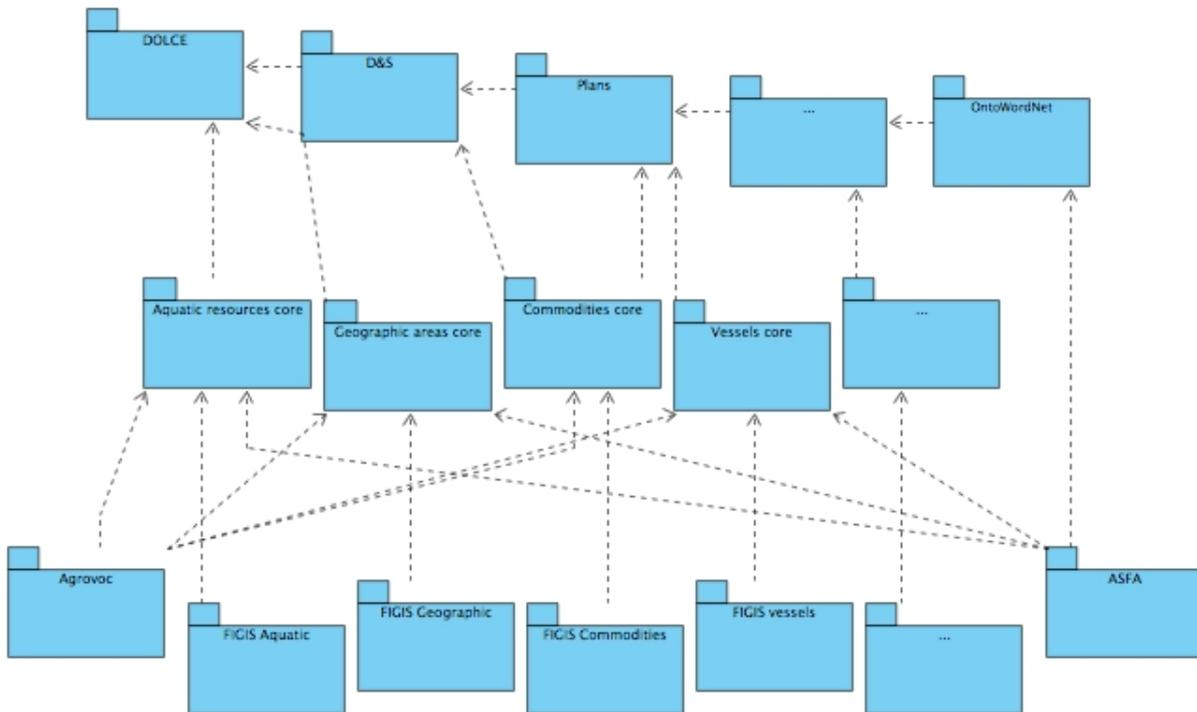 DOLCE
D&S
Plans
...
OntoWordNet
Aquatic resources core
Geographic areas core
Commodities core
Vessels core
...
Agrovoc
FIGIS Aquatic
FIGIS Geographic
FIGIS Commodities
FIGIS vessels
...
ASFA